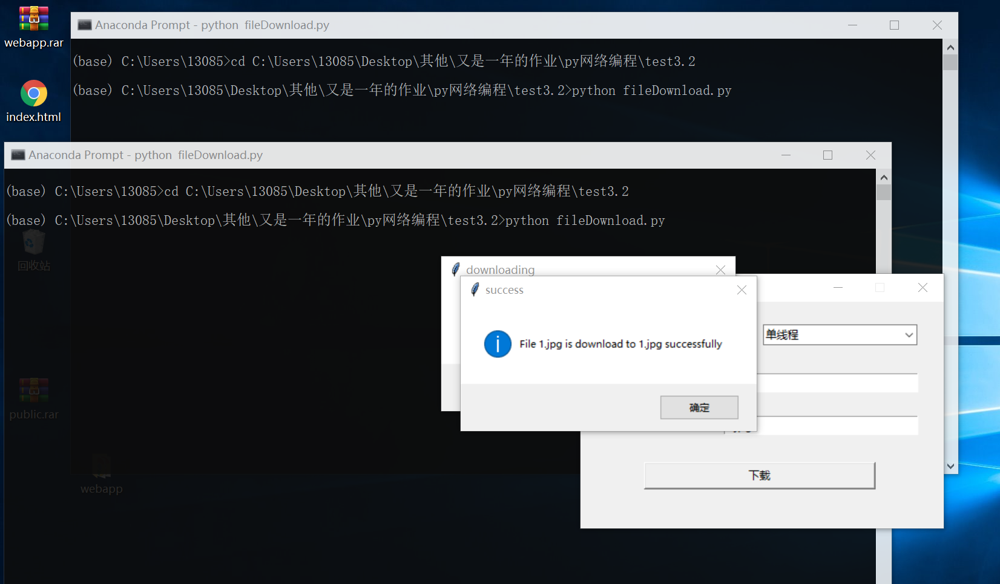 webapp.rar
index.html
Anaconda Prompt - python  fileDownload.py
(base) C:\Users\13085>cd C:\Users\13085\Desktop\其他\又是一年的作业\py网络编程\test3.2
(base) C:\Users\13085\Desktop\其他\又是一年的作业\py网络编程\test3.2>python fileDownload.py
Anaconda Prompt - python  fileDownload.py
(base) C:\Users\13085>cd C:\Users\13085\Desktop\其他\又是一年的作业\py网络编程\test3.2
(base) C:\Users\13085\Desktop\其他\又是一年的作业\py网络编程\test3.2>python fileDownload.py
回收站
public.rar
webapp
downloading
success
File 1.jpg is download to 1.jpg successfully
确定
单线程
下载